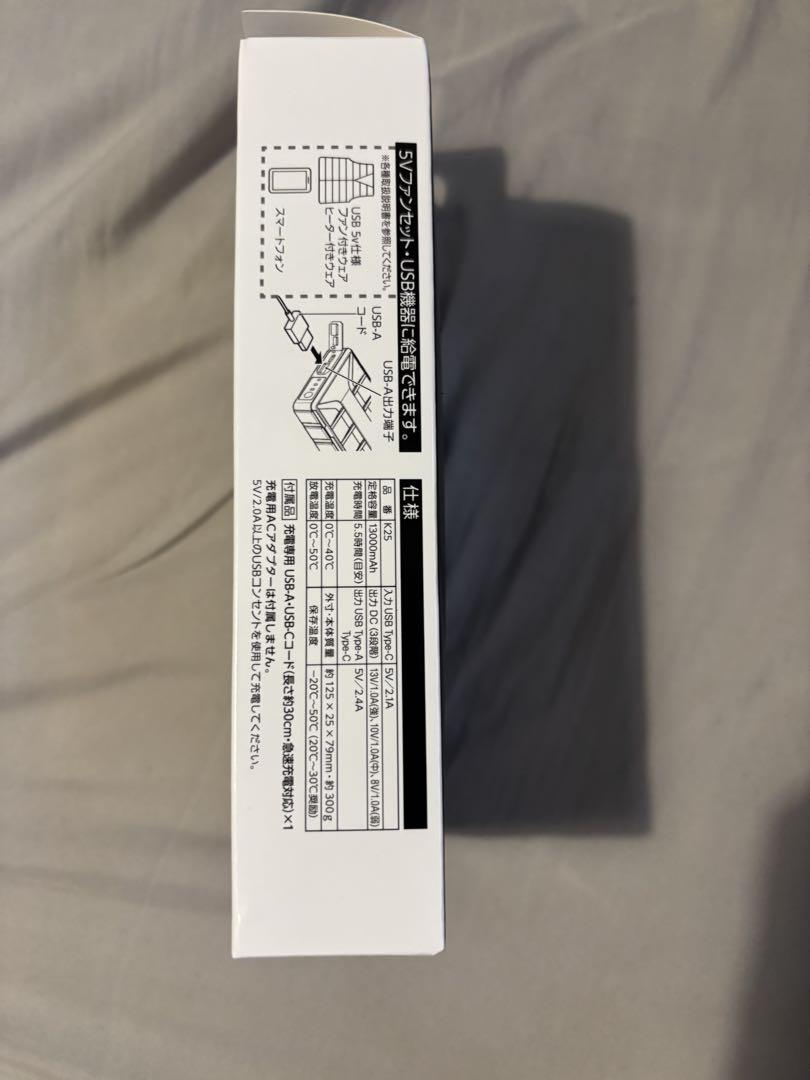 5Vファンセット・USB機器に給電できます。
※各種取扱説明書を参照してください。
USB 5v仕様
ファン付きウェア
ヒーター付きウェア
スマートフォン
USB-A
コード
USB-A出力端子
仕様
品 番 K25 入力 USB Type-C 5V/2.1A
定格容量 13000mAh 出力 DC (3段階) 13V/1.0A(強)、10V/1.0A(中)、8V/1.0A(弱)
充電時間 5.5時間(目安) 出力 USB Type-A 5V/2.4A
Type-C
充電温度 0℃〜40℃ 外寸・本体質量 約 125 × 25 × 79mm・約 300g
放電温度 0℃〜50℃ 保存温度 −20℃〜50℃ (20℃〜30℃奨励)
付属品 充電専用 USB-A・USB-Cコード(長さ約30cm・急速充電対応)×1
充電用ACアダプターは付属しません。
5V/2.0A以上のUSBコンセントを使用して充電してください。